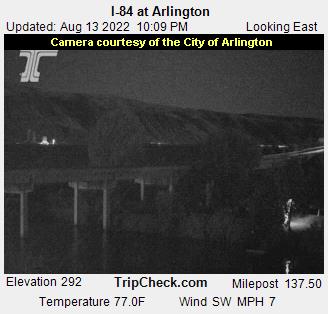 I-84 at Arlington
Updated: Aug 13 2022 10:09 PM Looking East
Camera courtesy of the City of Arlington
Elevation 292 TripCheck.com Milepost 137.50
Temperature 77.0F Wind SW MPH 7